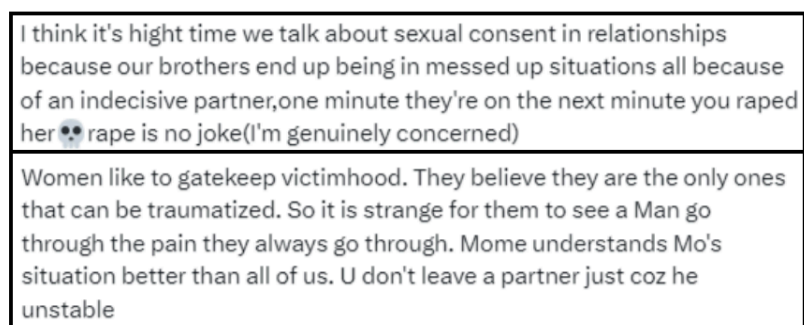 I think it's hight time we talk about sexual consent in relationships
because our brothers end up being in messed up situations all because
of an indecisive partner,one minute they're on the next minute you raped
her 💀 rape is no joke(I'm genuinely concerned)
Women like to gatekeep victimhood. They believe they are the only ones
that can be traumatized. So it is strange for them to see a Man go
through the pain they always go through. Mome understands Mo's
situation better than all of us. U don't leave a partner just coz he
unstable